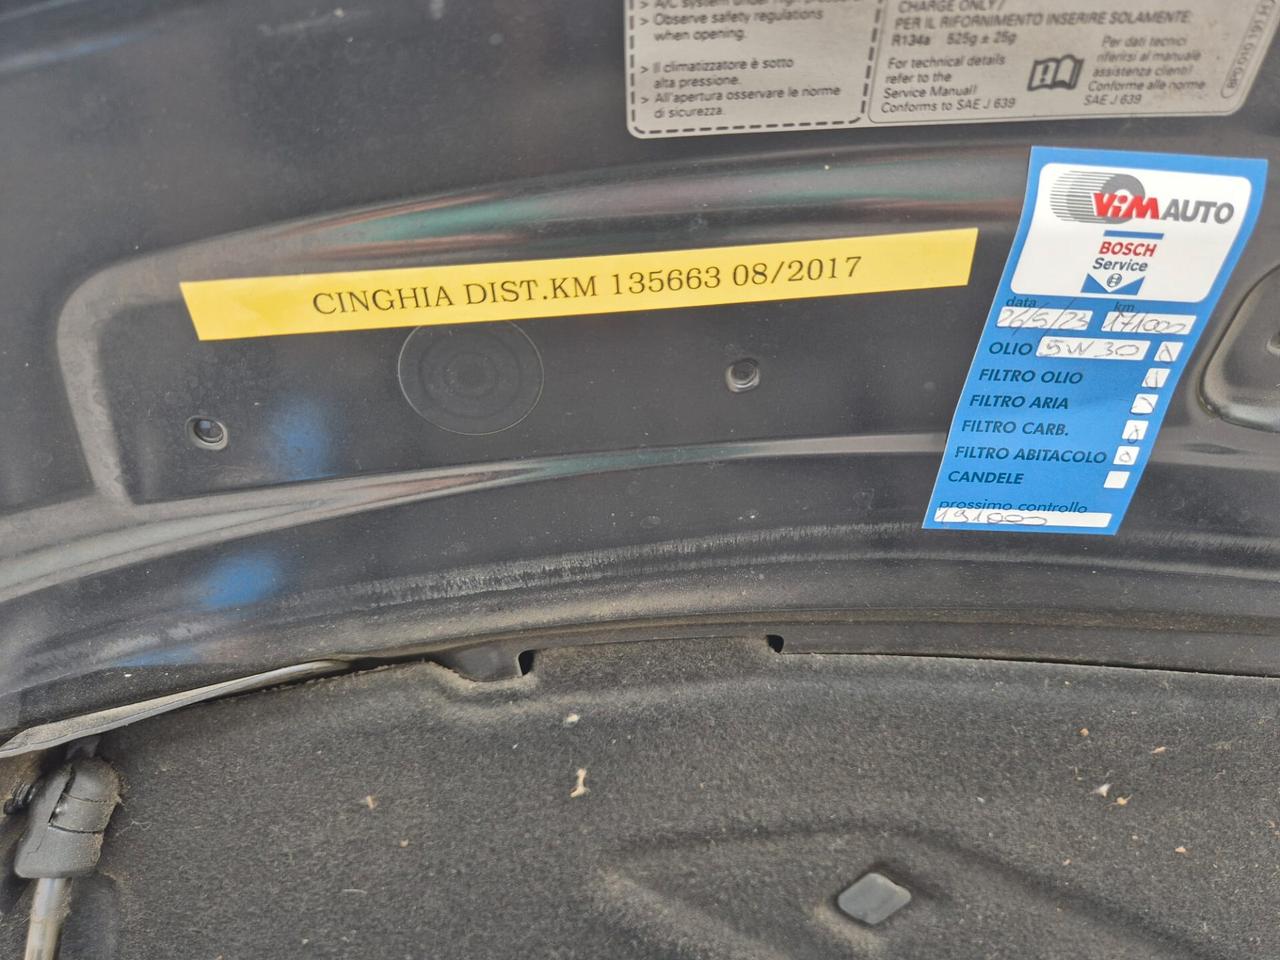 > A/C system under high pressure
> Observe safety regulations
when opening.
> Il climatizzatore è sotto
alta pressione.
> All'apertura osservare le norme
di sicurezza.
CHARGE ONLY /
PER IL RIFORNIMENTO INSERIRE SOLAMENTE:
R134a 525g ± 25g
For technical details
refer to the
Service Manual!
Conforms to SAE J 639
Per dati tecnici
riferirsi al manuale
assistenza clienti!
Conforme alle norme
SAE J 639
CINGHIA DIST.KM 135663 08/2017
ViM AUTO
BOSCH
Service
data km
26/5/23 171000
OLIO 5W30
FILTRO OLIO
FILTRO ARIA
FILTRO CARB.
FILTRO ABITACOLO
CANDELE
prossimo controllo
191000